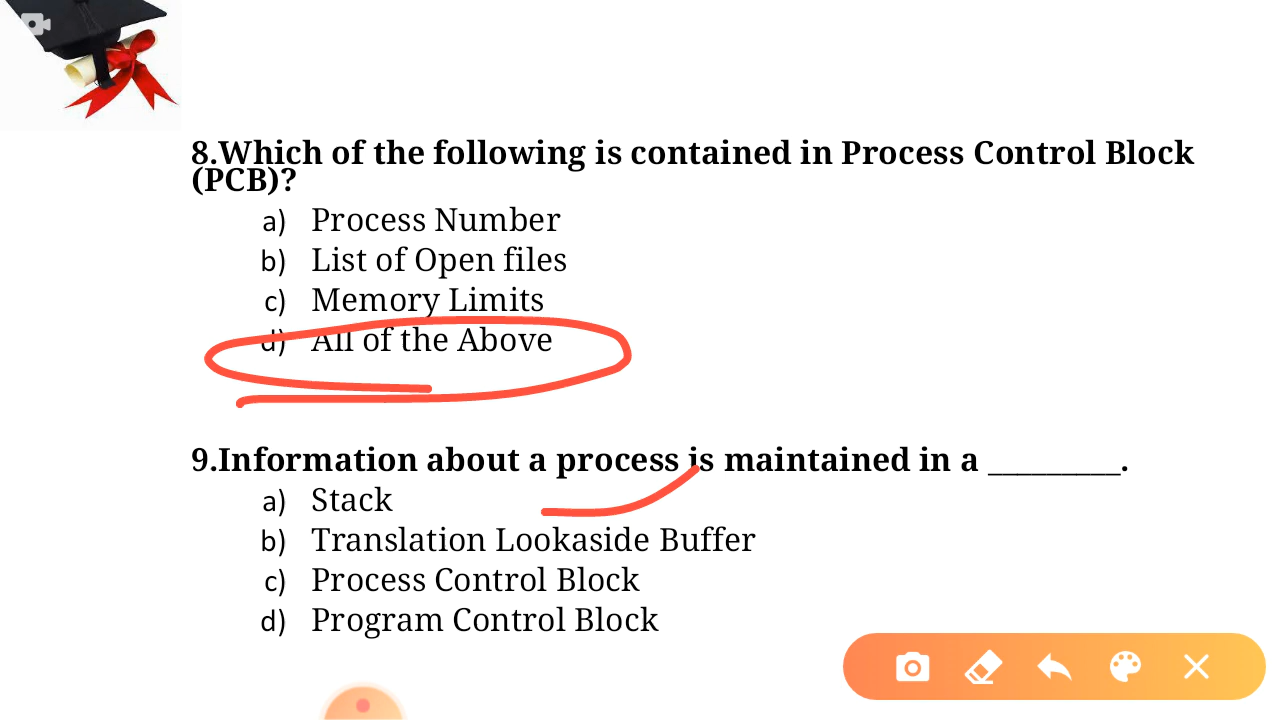 8.Which of the following is contained in Process Control Block
(PCB)?
a) Process Number
b) List of Open files
c) Memory Limits
d) All of the Above
9.Information about a process is maintained in a _________.
a) Stack
b) Translation Lookaside Buffer
c) Process Control Block
d) Program Control Block